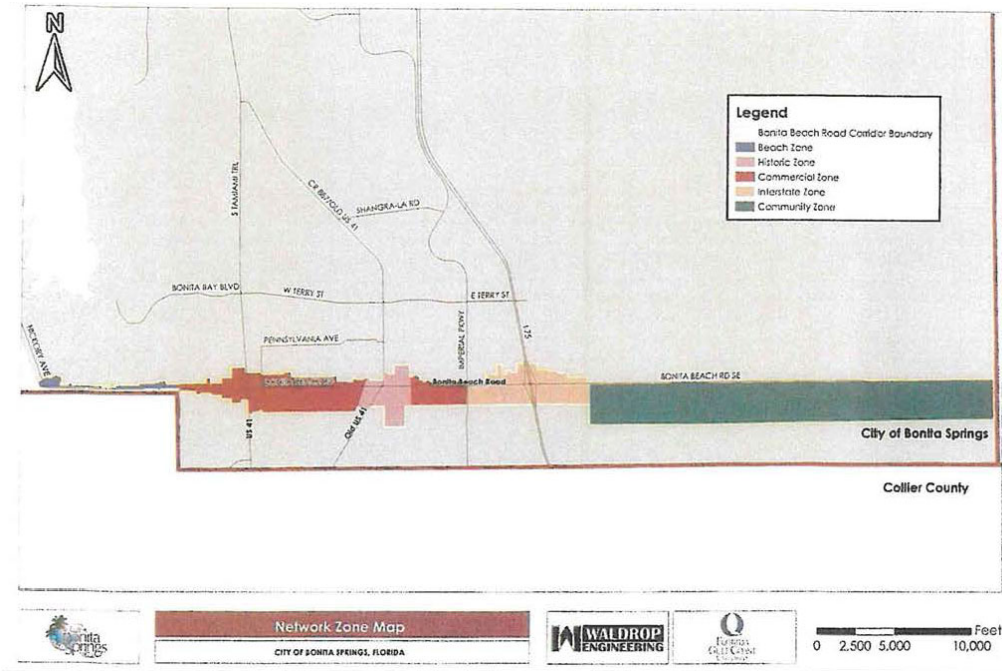 N
Legend
Bonita Beach Road Corridor Boundary
Beach Zone
Historic Zone
Commercial Zone
Interstate Zone
Community Zone
S TAMIAMI TRL
CR 887/OLD US 41
SHANGRA-LA RD
BONITA BAY BLVD
W TERRY ST
E TERRY ST
HICKORY AVE
PENNSYLVANIA AVE
IMPERIAL PKWY
I-75
Bonita Beach Road
BONITA BEACH RD SE
US 41
Old US 41
City of Bonita Springs
Collier County
Bonita
Springs
Network Zone Map
CITY OF BONITA SPRINGS, FLORIDA
WALDROP
ENGINEERING
Feet
0 2,500 5,000 10,000